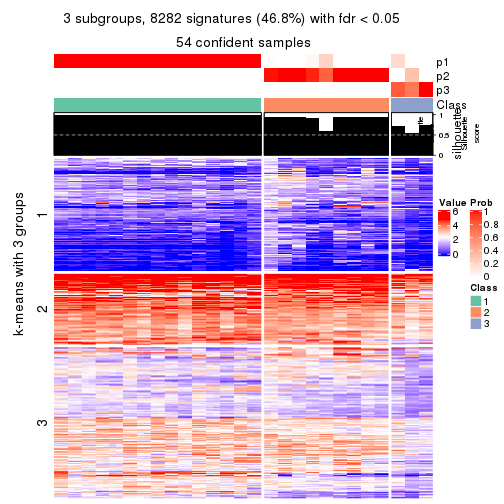 3 subgroups, 8282 signatures (46.8%) with fdr < 0.05
54 confident samples
p1
p2
p3
Class
1
0.5
0
silhouette
Silhouette
score
k-means with 3 groups
1
2
3
Value
6
4
2
0
Prob
1
0.8
0.6
0.4
0.2
0
Class
1
2
3